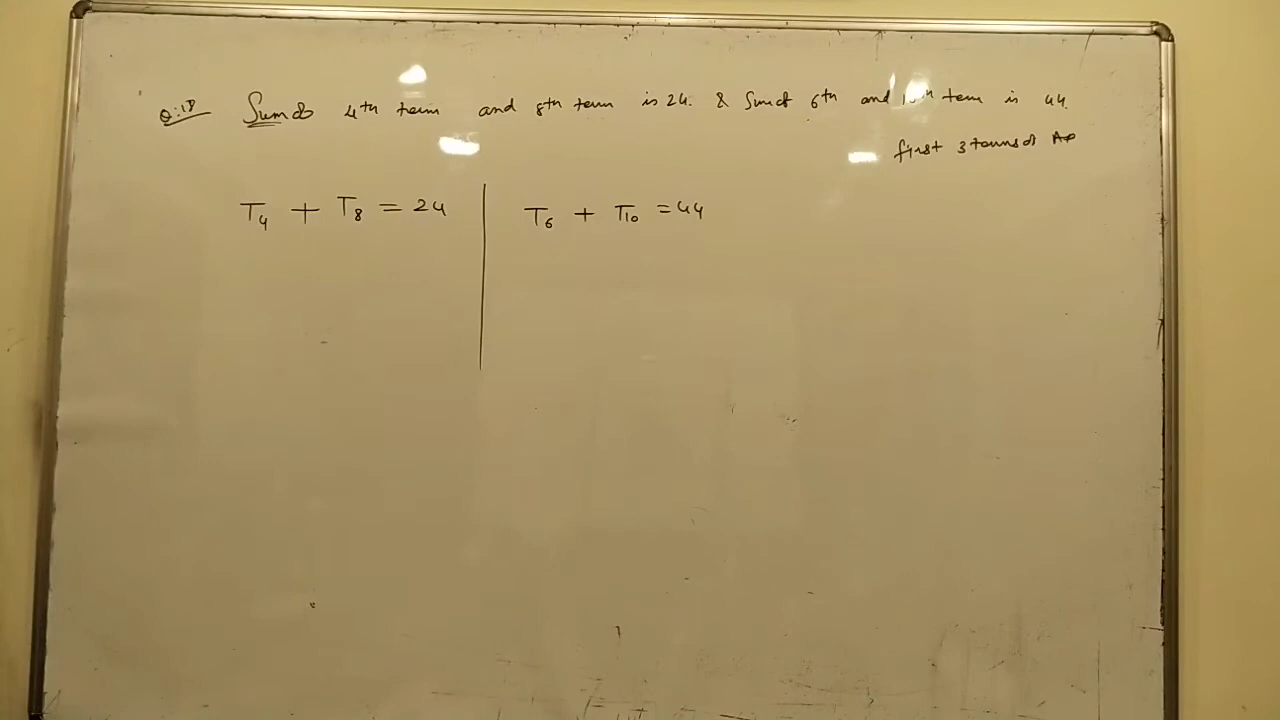 Q:18 Sum of 4th term and 8th term is 24. & Sum of 6th and 10th term is 44.
first 3 terms of AP
T4 + T8 = 24 | T6 + T10 = 44